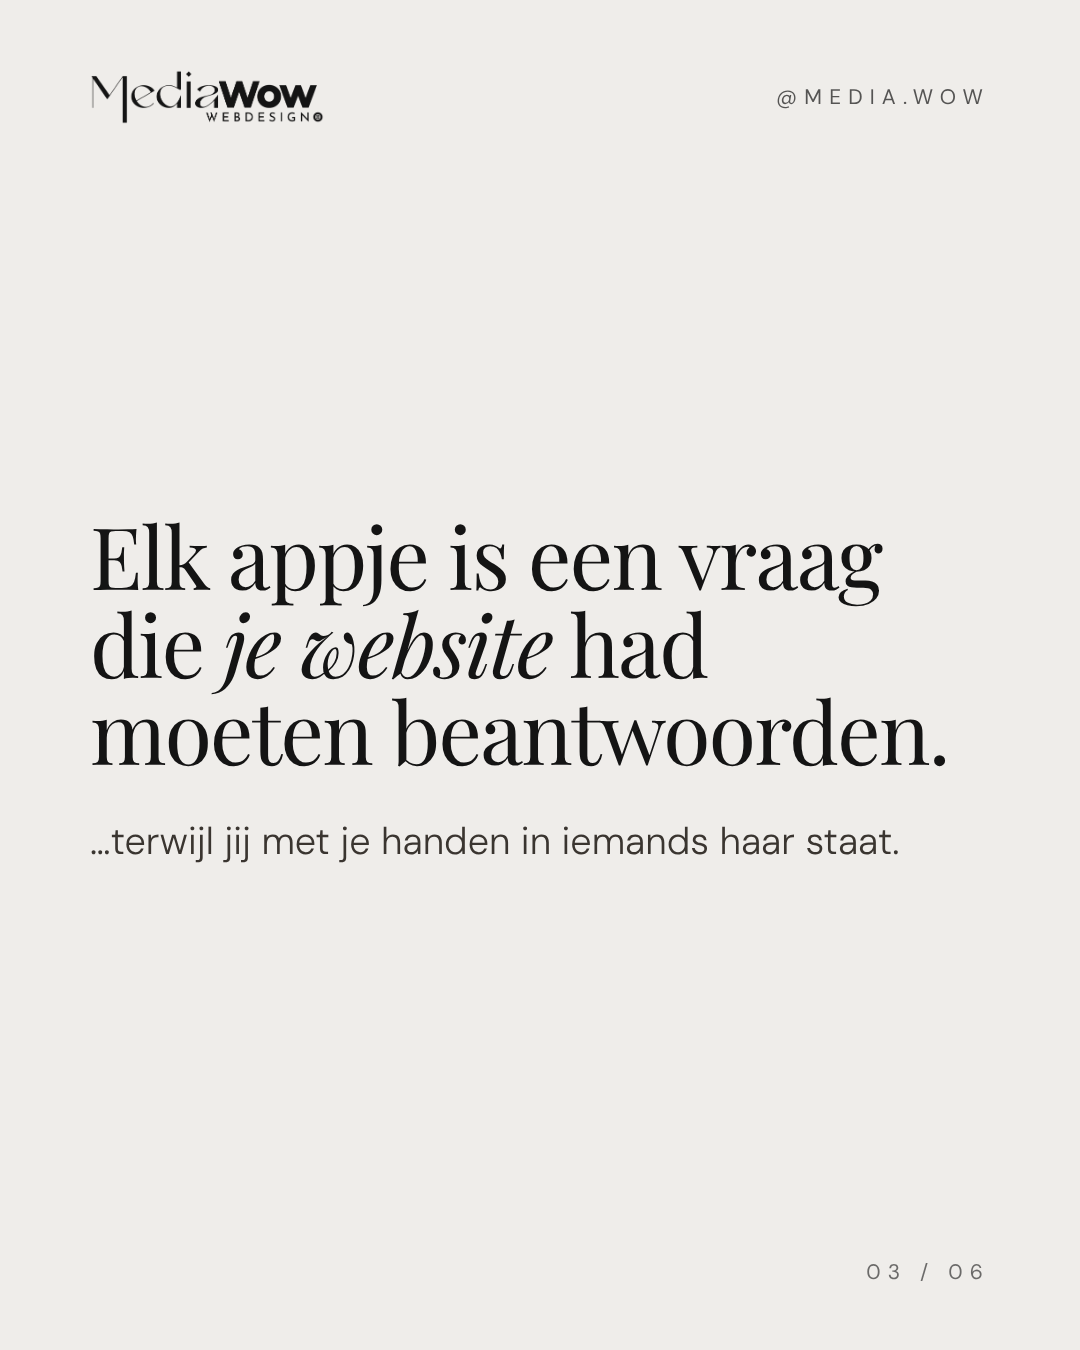 MediaWow
WEBDESIGN
@MEDIA.WOW
Elk appje is een vraag
die je website had
moeten beantwoorden.
...terwijl jij met je handen in iemands haar staat.
03 / 06